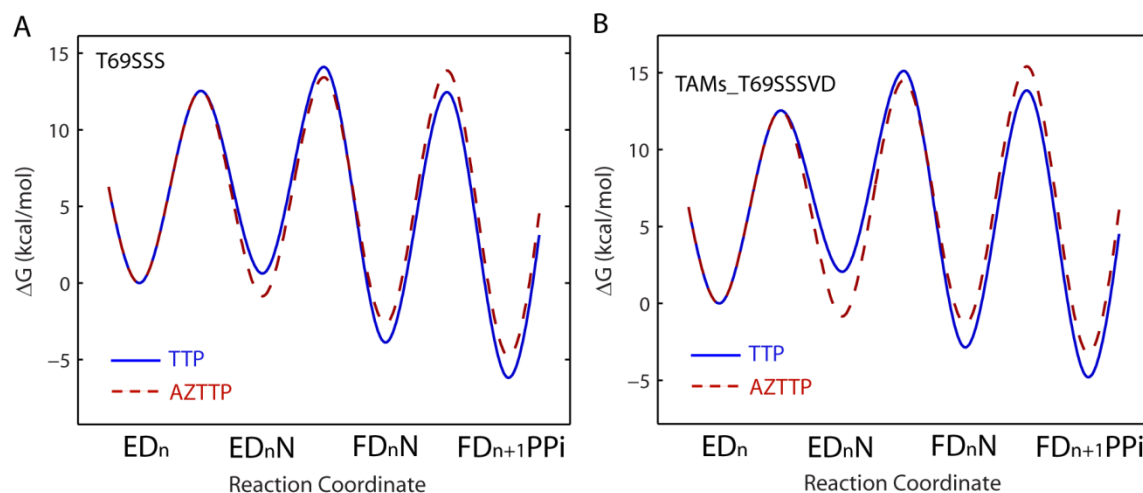 A
T69SSS
15
10
5
0
−5
ΔG (kcal/mol)
TTP
AZTTP
EDn
EDnN
FDnN
FDn+1PPi
Reaction Coordinate
B
TAMs_T69SSSVD
15
10
5
0
−5
ΔG (kcal/mol)
TTP
AZTTP
EDn
EDnN
FDnN
FDn+1PPi
Reaction Coordinate